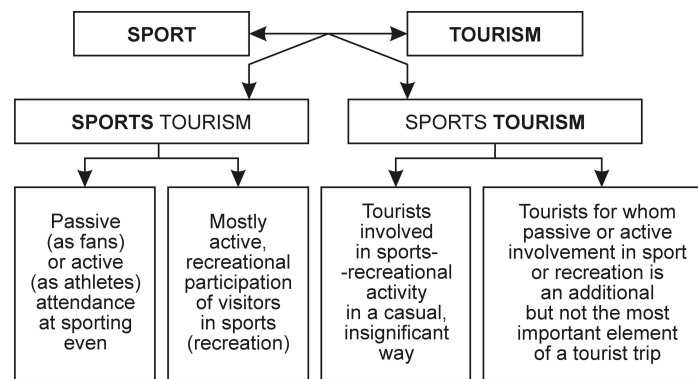 SPORT
TOURISM
SPORTS TOURISM
SPORTS TOURISM
Passive
(as fans)
or active
(as athletes)
attendance
at sporting
even
Mostly
active,
recreational
participation
of visitors
in sports
(recreation)
Tourists
involved
in sports-
-recreational
activity
in a casual,
insignificant
way
Tourists for whom
passive or active
involvement in sport
or recreation is
an additional
but not the most
important element
of a tourist trip